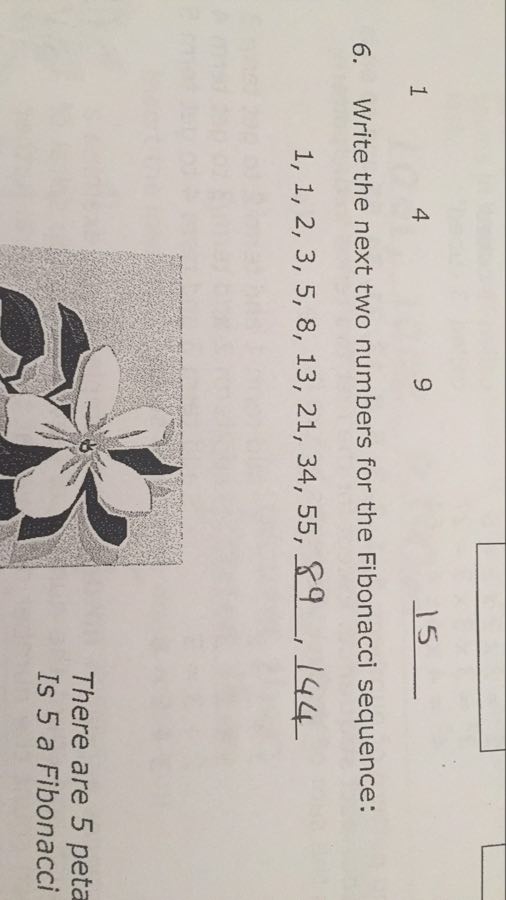 1 4 9 15
6. Write the next two numbers for the Fibonacci sequence:
1, 1, 2, 3, 5, 8, 13, 21, 34, 55, 89, 144
There are 5 peta
Is 5 a Fibonacci